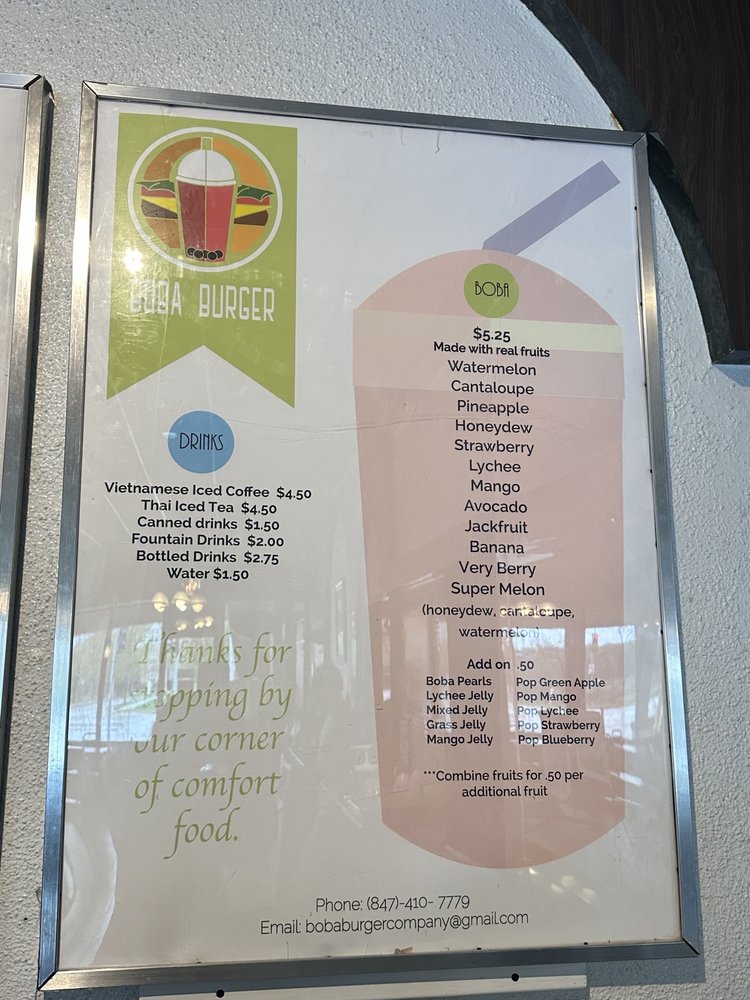 BOBA BURGER
DRINKS
Vietnamese Iced Coffee $4.50
Thai Iced Tea $4.50
Canned drinks $1.50
Fountain Drinks $2.00
Bottled Drinks $2.75
Water $1.50
Thanks for
stopping by
our corner
of comfort
food.
BOBA
$5.25
Made with real fruits
Watermelon
Cantaloupe
Pineapple
Honeydew
Strawberry
Lychee
Mango
Avocado
Jackfruit
Banana
Very Berry
Super Melon
(honeydew, cantaloupe,
watermelon)
Add on .50
Boba Pearls Pop Green Apple
Lychee Jelly Pop Mango
Mixed Jelly Pop Lychee
Grass Jelly Pop Strawberry
Mango Jelly Pop Blueberry
***Combine fruits for .50 per
additional fruit
Phone: (847)-410- 7779
Email: bobaburgercompany@gmail.com